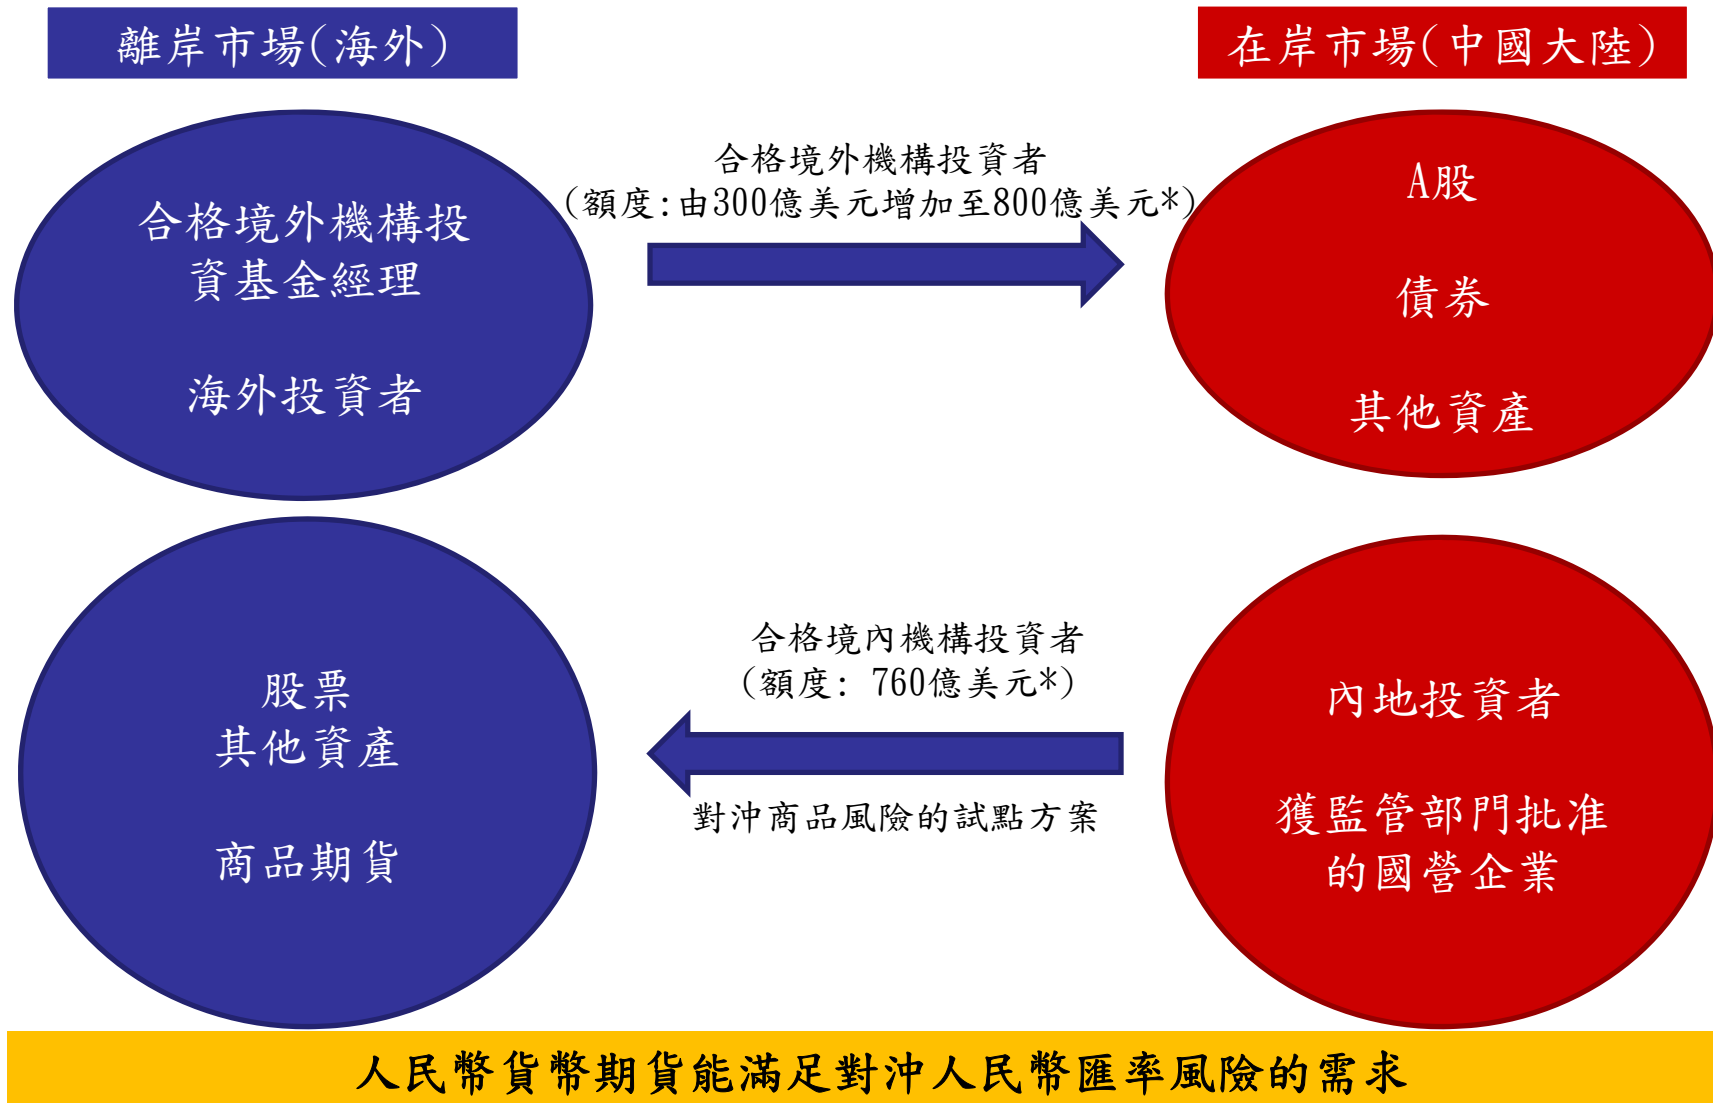 離岸市場(海外)
在岸市場(中國大陸)
合格境外機構投
資基金經理
海外投資者
合格境外機構投資者
(額度:由300億美元增加至800億美元*)
A股
債券
其他資產
股票
其他資產
商品期貨
合格境內機構投資者
(額度: 760億美元*)
對沖商品風險的試點方案
內地投資者
獲監管部門批准
的國營企業
人民幣貨幣期貨能滿足對沖人民幣匯率風險的需求